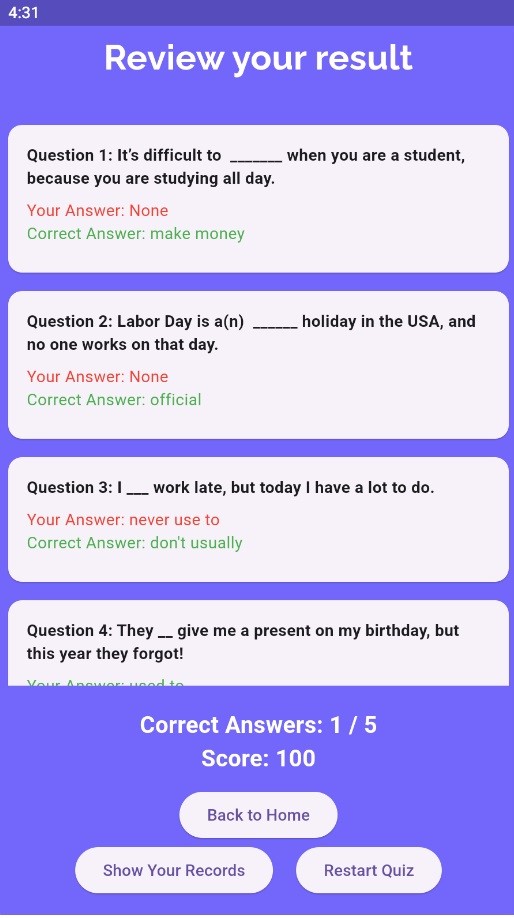 4:31
Review your result
Question 1: It’s difficult to _______ when you are a student,
because you are studying all day.
Your Answer: None
Correct Answer: make money
Question 2: Labor Day is a(n) ______ holiday in the USA, and
no one works on that day.
Your Answer: None
Correct Answer: official
Question 3: I ___ work late, but today I have a lot to do.
Your Answer: never use to
Correct Answer: don't usually
Question 4: They __ give me a present on my birthday, but
this year they forgot!
Your Answer: used to
Correct Answers: 1 / 5
Score: 100
Back to Home
Show Your Records
Restart Quiz